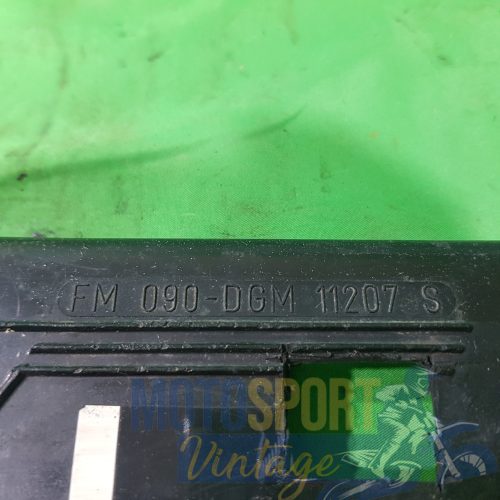 FM 090-DGM 11207 S
MOTOSPORT
Vintage